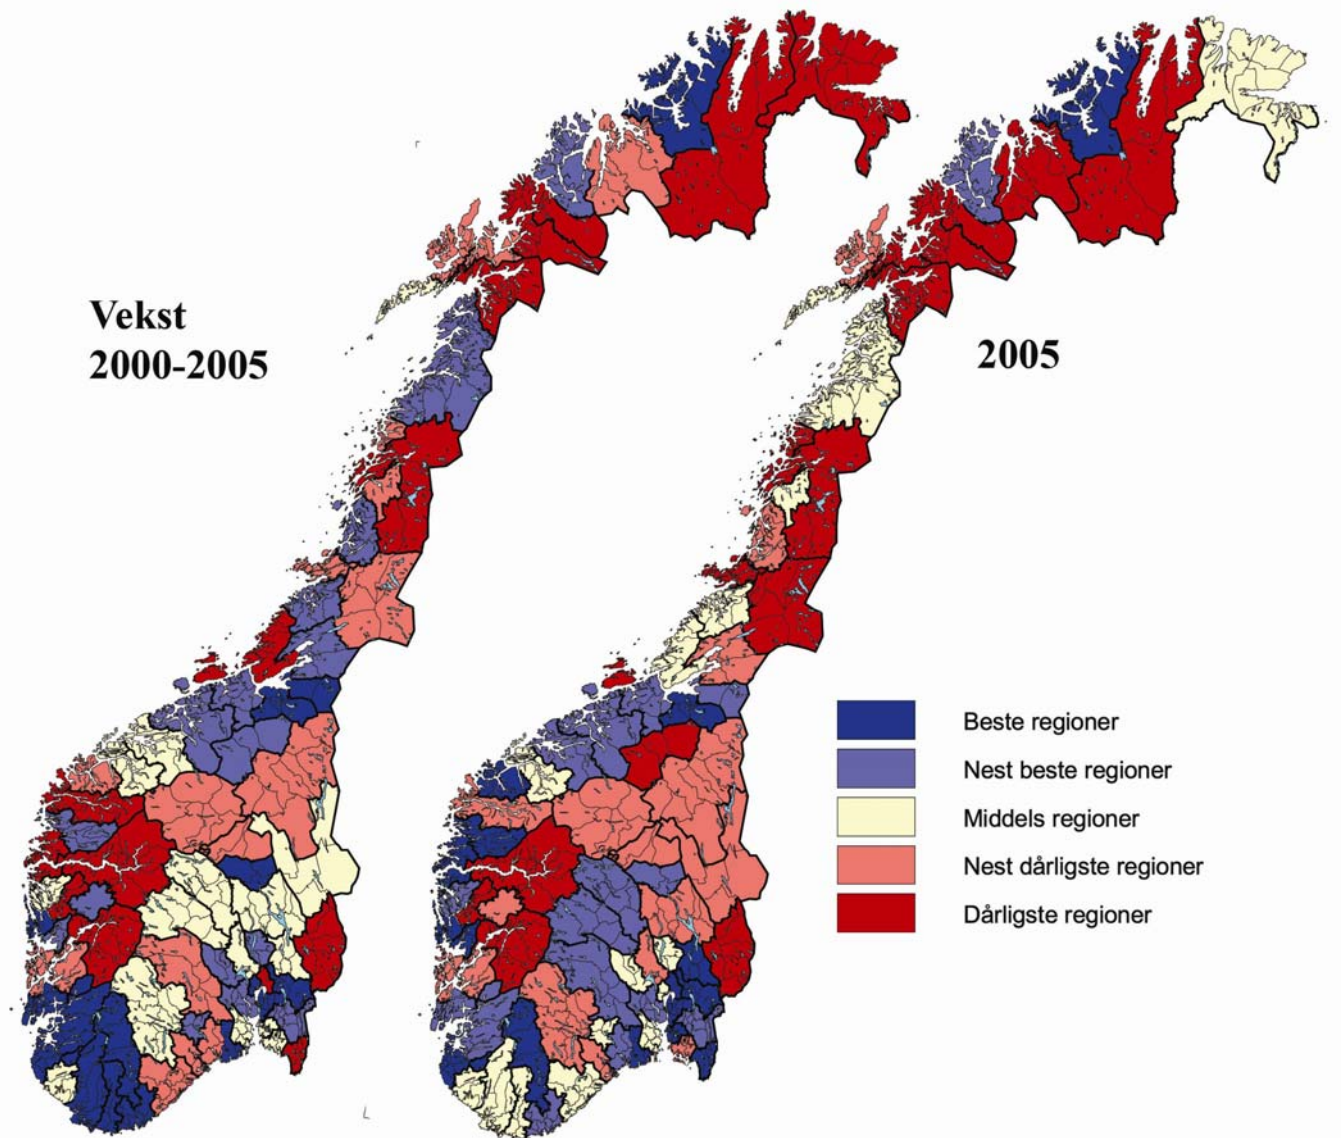 Vekst
2000-2005
2005
Beste regioner
Nest beste regioner
Middels regioner
Nest dårligste regioner
Dårligste regioner